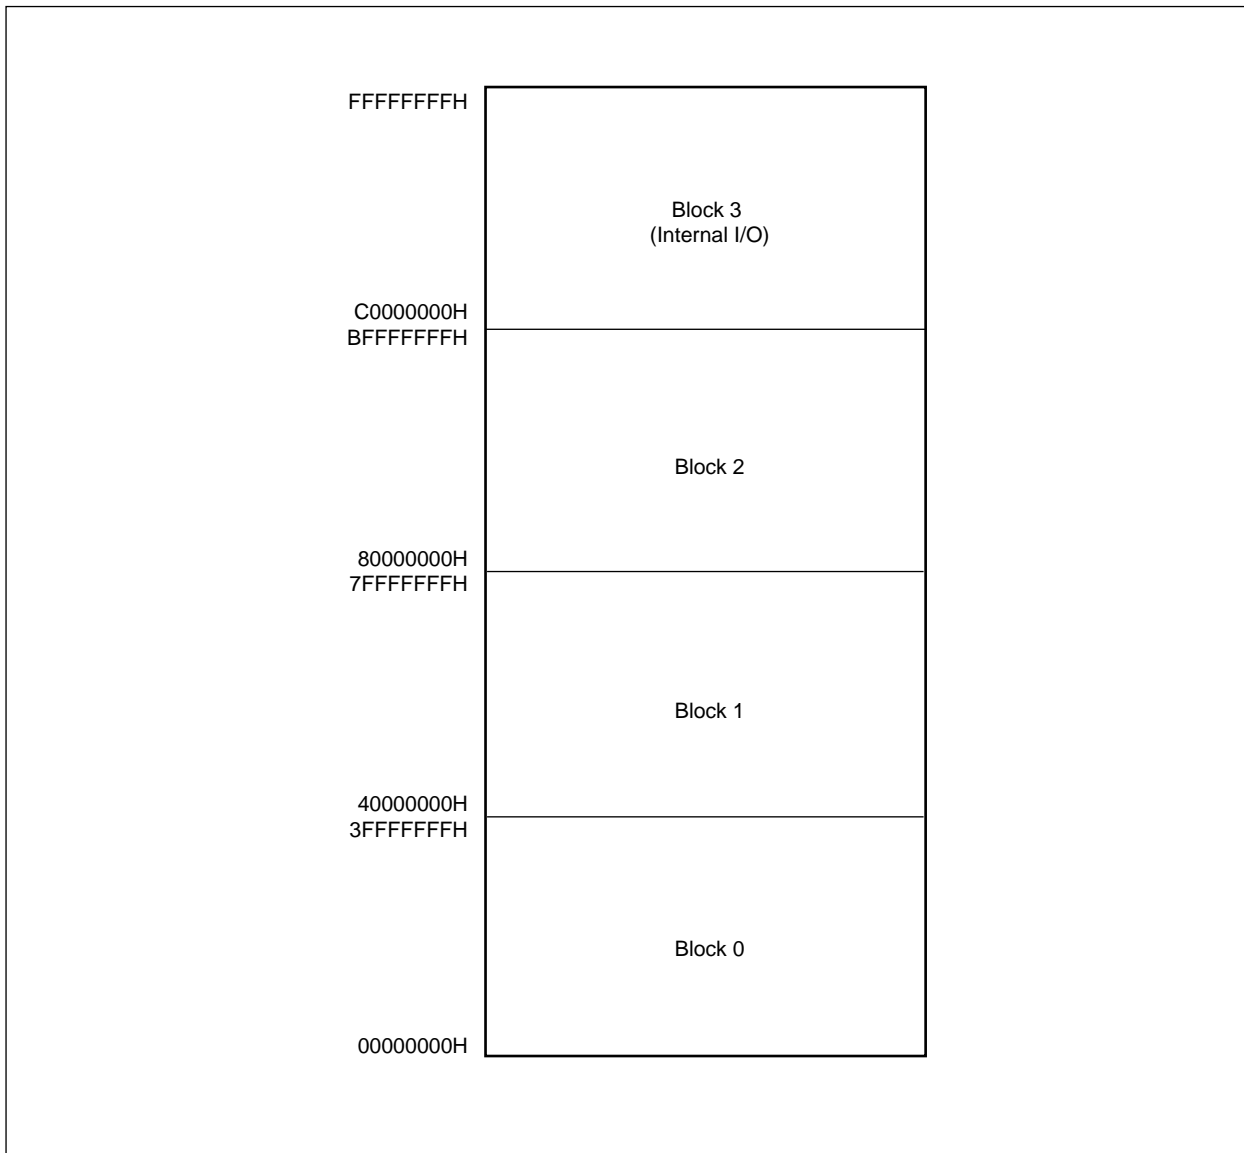 FFFFFFFFH
Block 3
(Internal I/O)
C0000000H
BFFFFFFFH
Block 2
80000000H
7FFFFFFFH
Block 1
40000000H
3FFFFFFFH
Block 0
00000000H